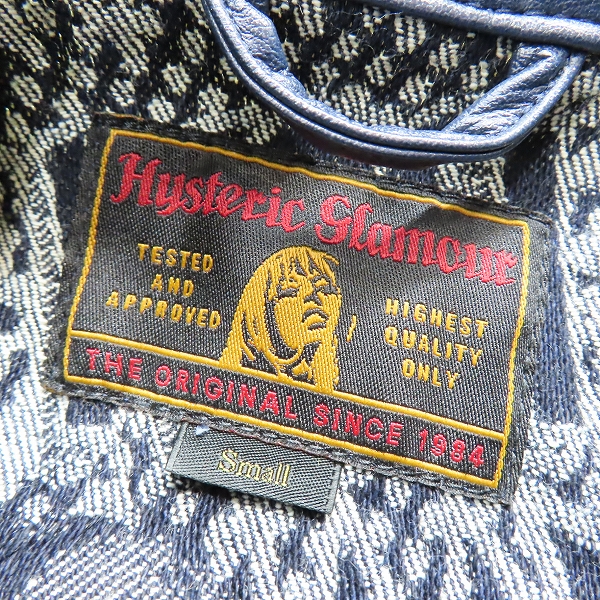 Hysteric Glamour
TESTED
AND
APPROVED
HIGHEST
QUALITY
ONLY
THE ORIGINAL SINCE 1984
Small